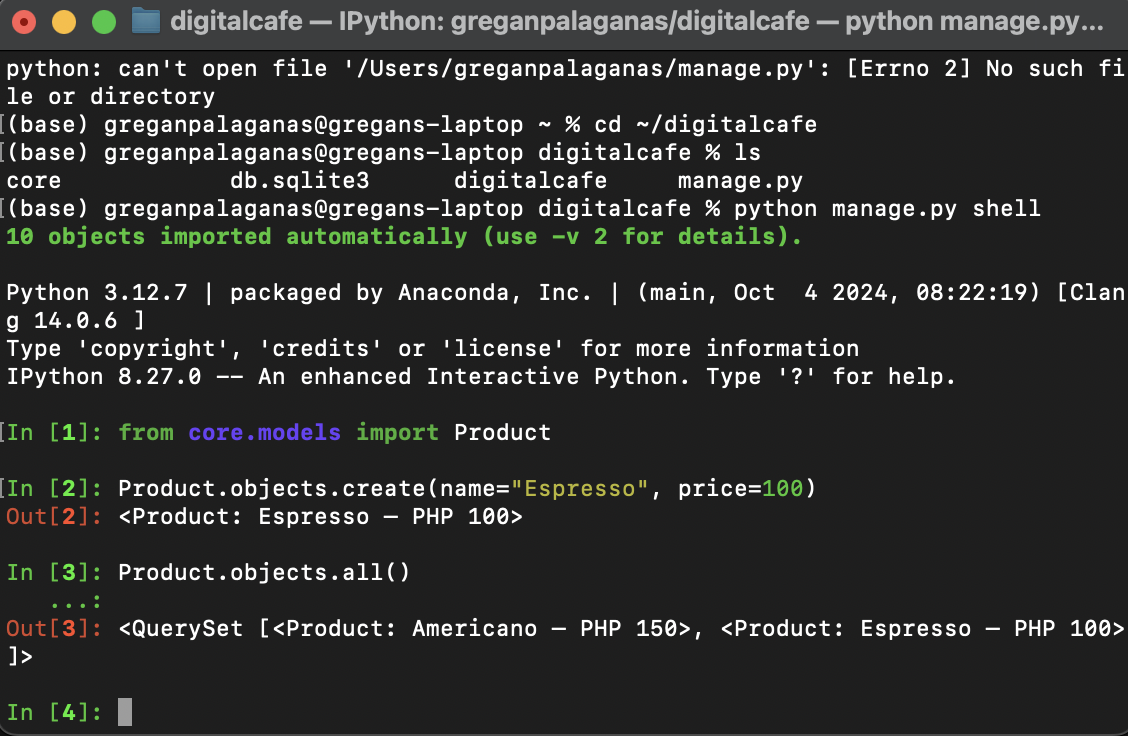 digitalcafe — IPython: greganpalaganas/digitalcafe — python manage.py...
python: can't open file '/Users/greganpalaganas/manage.py': [Errno 2] No such fi
le or directory
[(base) greganpalaganas@gregans-laptop ~ % cd ~/digitalcafe
[(base) greganpalaganas@gregans-laptop digitalcafe % ls
core            db.sqlite3      digitalcafe     manage.py
[(base) greganpalaganas@gregans-laptop digitalcafe % python manage.py shell
10 objects imported automatically (use -v 2 for details).
Python 3.12.7 | packaged by Anaconda, Inc. | (main, Oct  4 2024, 08:22:19) [Clan
g 14.0.6 ]
Type 'copyright', 'credits' or 'license' for more information
IPython 8.27.0 -- An enhanced Interactive Python. Type '?' for help.
[In [1]: from core.models import Product
[In [2]: Product.objects.create(name="Espresso", price=100)
Out[2]: <Product: Espresso — PHP 100>
In [3]: Product.objects.all()
   ...:
Out[3]: <QuerySet [<Product: Americano — PHP 150>, <Product: Espresso — PHP 100>
]>
In [4]: